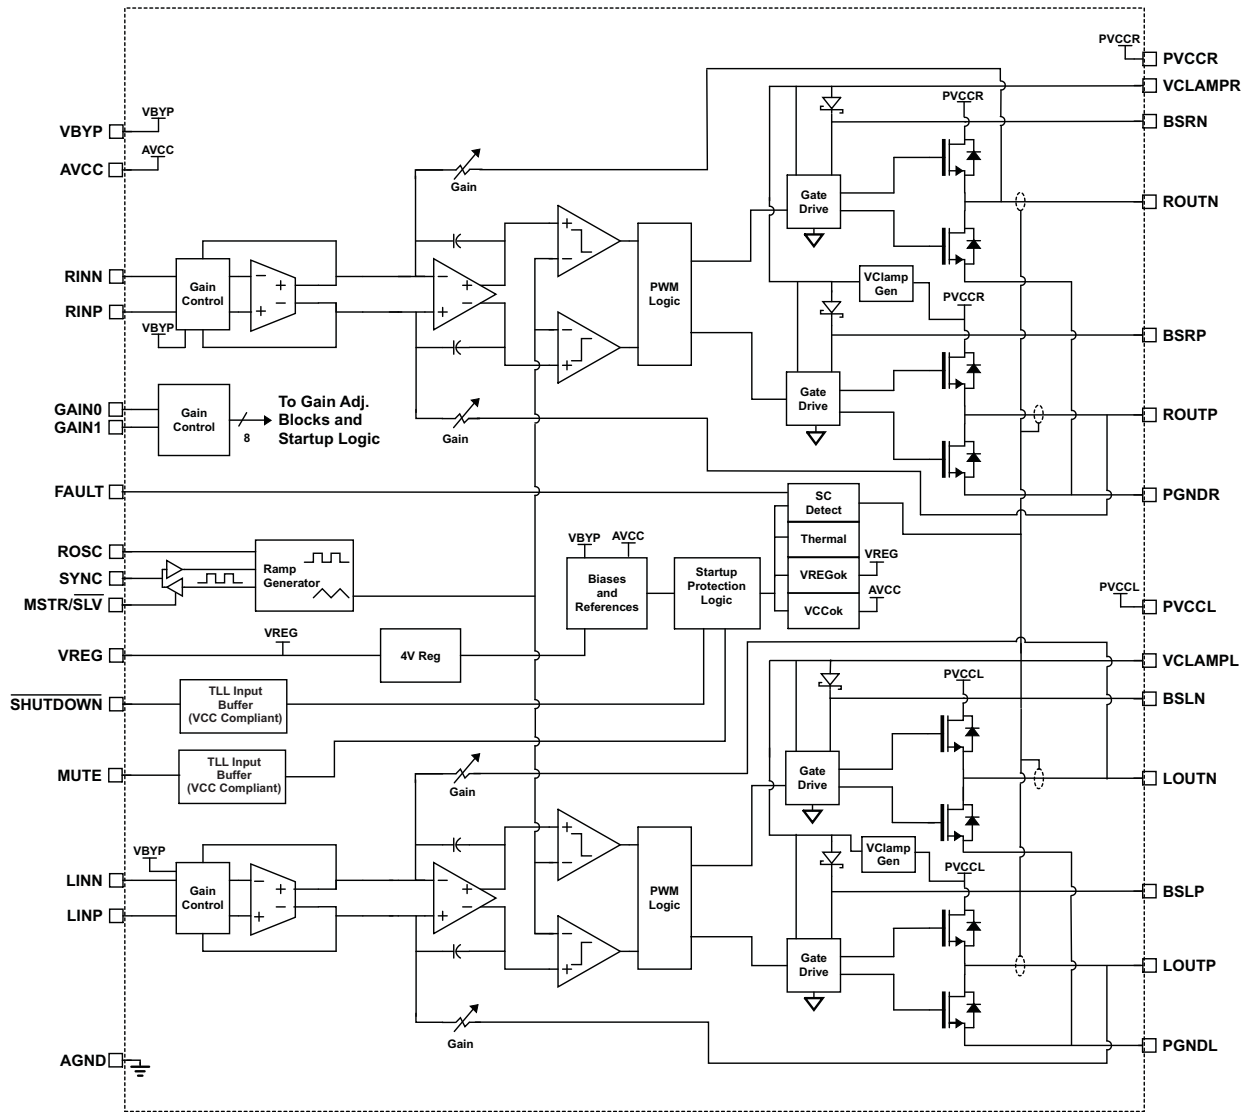 PVCCR
PVCCR
VCLAMPR
PVCCR
VBYP
VBYP
BSRN
AVCC
AVCC
Gain
Gate
Drive
ROUTN
+
−
RINN
Gain
Control
−
+
+
−
−
+
+
−
PWM
Logic
VClamp
Gen
PVCCR
RINP
VBYP
−
+
BSRP
GAIN0
GAIN1
Gain
Control
8
To Gain Adj.
Blocks and
Startup Logic
Gain
Gate
Drive
ROUTP
FAULT
SC
Detect
PGNDR
ROSC
SYNC
MSTR/SLV
Ramp
Generator
VBYP
AVCC
Biases
and
References
Startup
Protection
Logic
Thermal
VREGok
VREG
VCCok
AVCC
PVCCL
PVCCL
VREG
VREG
4V Reg
VCLAMPL
SHUTDOWN
TLL Input
Buffer
(VCC Compliant)
PVCCL
BSLN
MUTE
TLL Input
Buffer
(VCC Compliant)
Gain
Gate
Drive
LOUTN
+
−
VBYP
LINN
LINP
Gain
Control
−
+
+
−
−
+
+
−
PWM
Logic
VClamp
Gen
PVCCL
BSLP
−
+
Gate
Drive
LOUTP
Gain
PGNDL
AGND